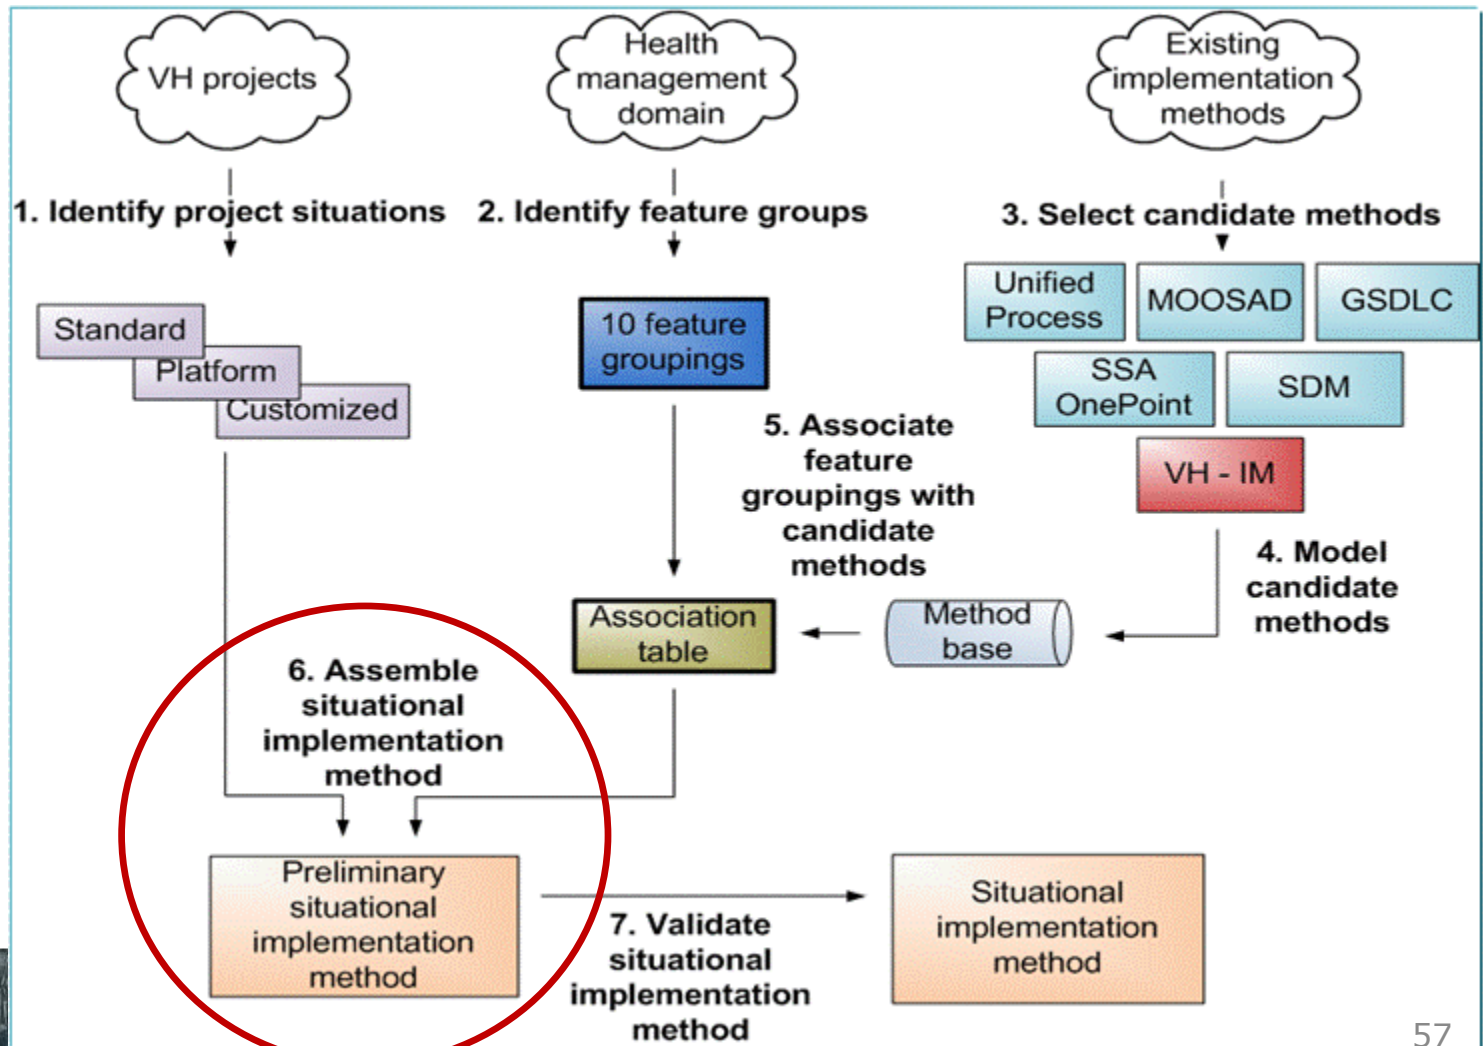 VH projects
Health
management
domain
Existing
implementation
methods
1. Identify project situations
2. Identify feature groups
3. Select candidate methods
Standard
Platform
Customized
10 feature
groupings
Unified
Process
MOOSAD
GSDLC
SSA
OnePoint
SDM
VH - IM
5. Associate
feature
groupings with
candidate
methods
4. Model
candidate
methods
Association
table
Method
base
6. Assemble
situational
implementation
method
Preliminary
situational
implementation
method
7. Validate
situational
implementation
method
Situational
implementation
method
57